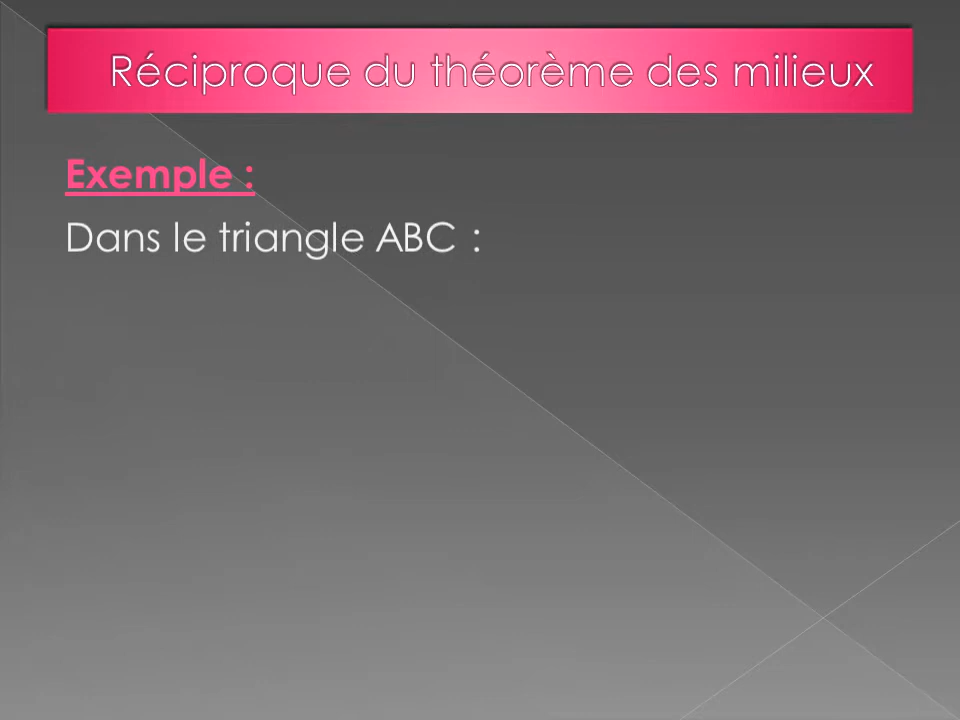 Réciproque du théorème des milieux
Exemple :
Dans le triangle ABC :